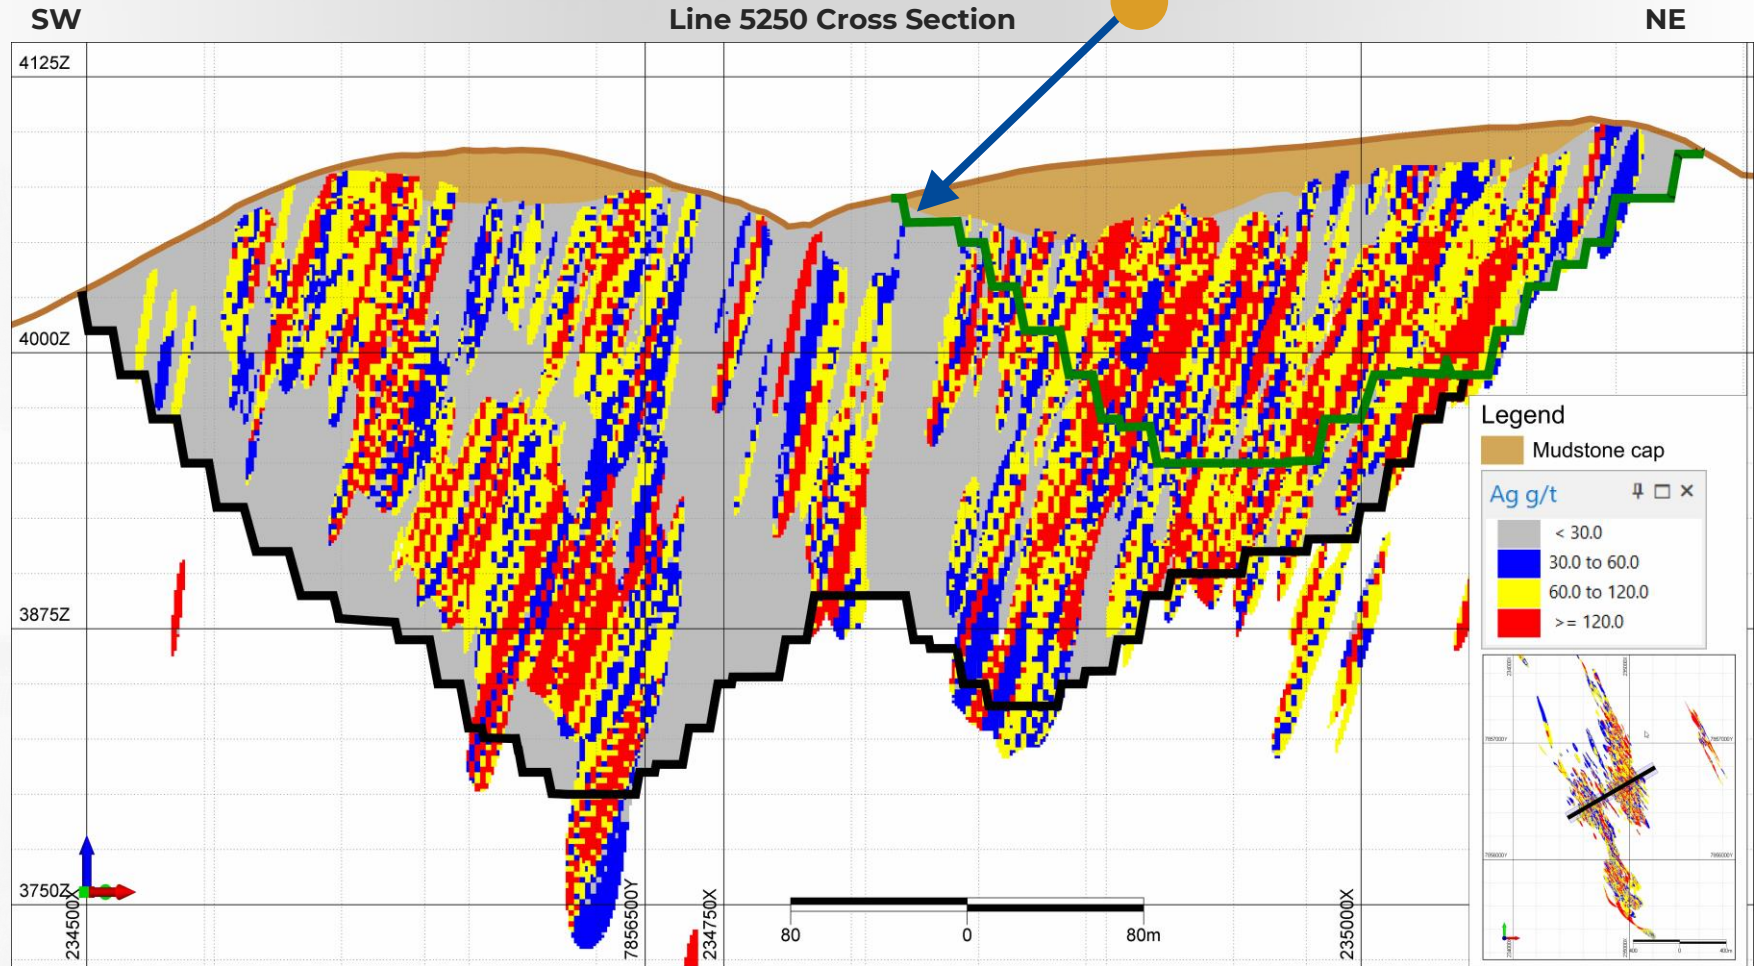 SW
Line 5250 Cross Section
NE
4125Z
4000Z
3875Z
3750Z
234500X
7856500Y
234750X
235000X
80
0
80m
Legend
Mudstone cap
Ag g/t
< 30.0
30.0 to 60.0
60.0 to 120.0
>= 120.0